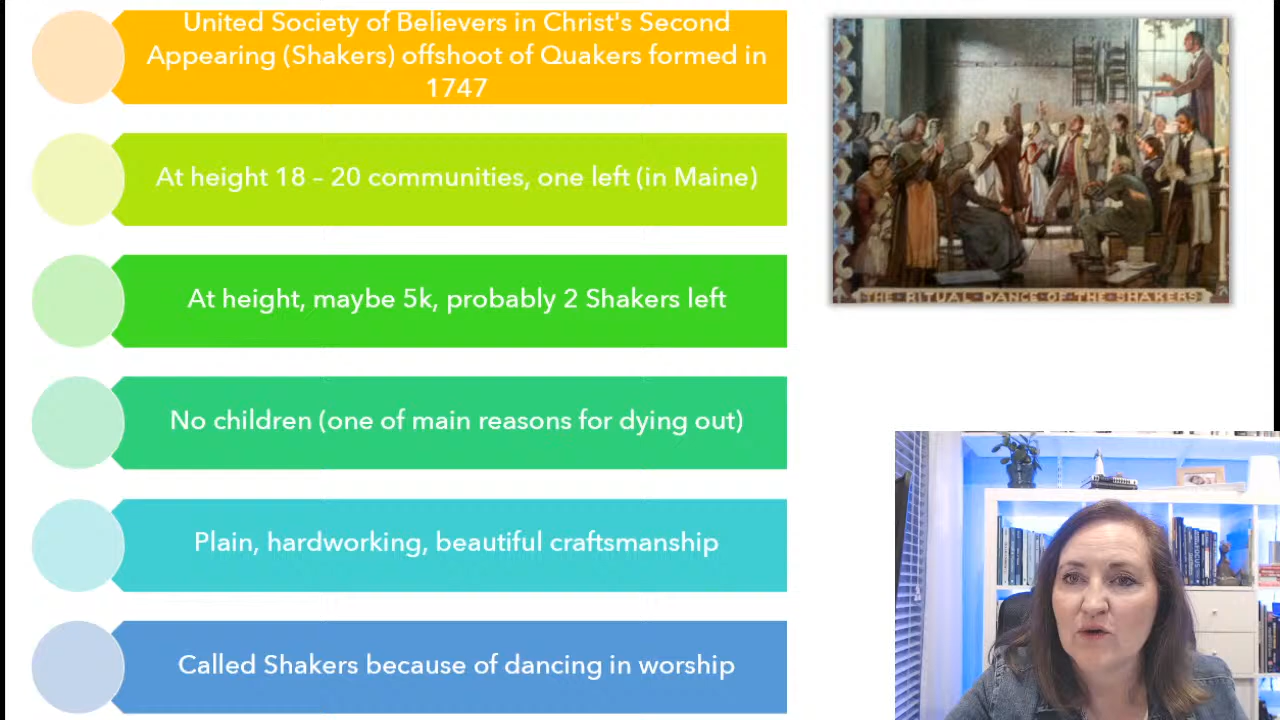 United Society of Believers in Christ's Second
Appearing (Shakers) offshoot of Quakers formed in
1747
At height 18 – 20 communities, one left (in Maine)
At height, maybe 5k, probably 2 Shakers left
No children (one of main reasons for dying out)
Plain, hardworking, beautiful craftsmanship
Called Shakers because of dancing in worship
THE·RITUAL·DANCE·OF·THE·SHAKERS